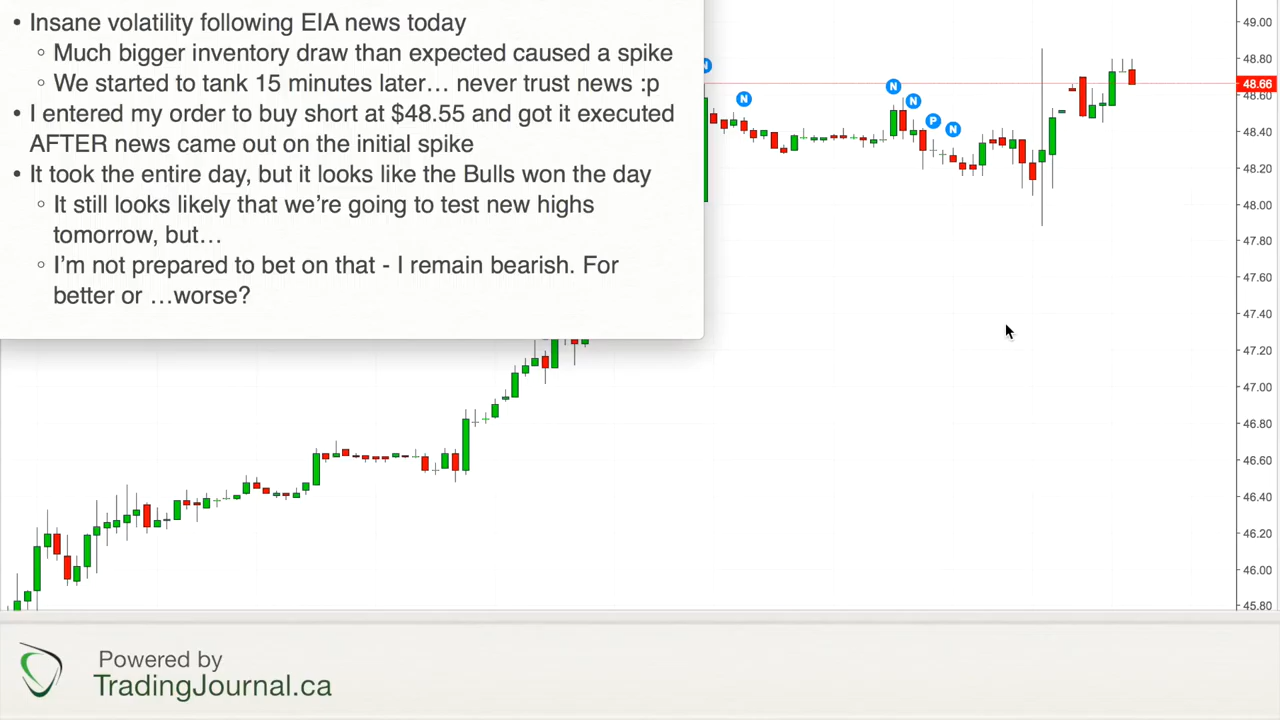 • Insane volatility following EIA news today
◦ Much bigger inventory draw than expected caused a spike
◦ We started to tank 15 minutes later… never trust news :p
• I entered my order to buy short at $48.55 and got it executed
AFTER news came out on the initial spike
• It took the entire day, but it looks like the Bulls won the day
◦ It still looks likely that we’re going to test new highs
tomorrow, but…
◦ I’m not prepared to bet on that - I remain bearish. For
better or …worse?
N
N
N
N
P
N
49.00
48.80
48.66
48.60
48.40
48.20
48.00
47.80
47.60
47.40
47.20
47.00
46.80
46.60
46.40
46.20
46.00
45.80
Powered by
TradingJournal.ca